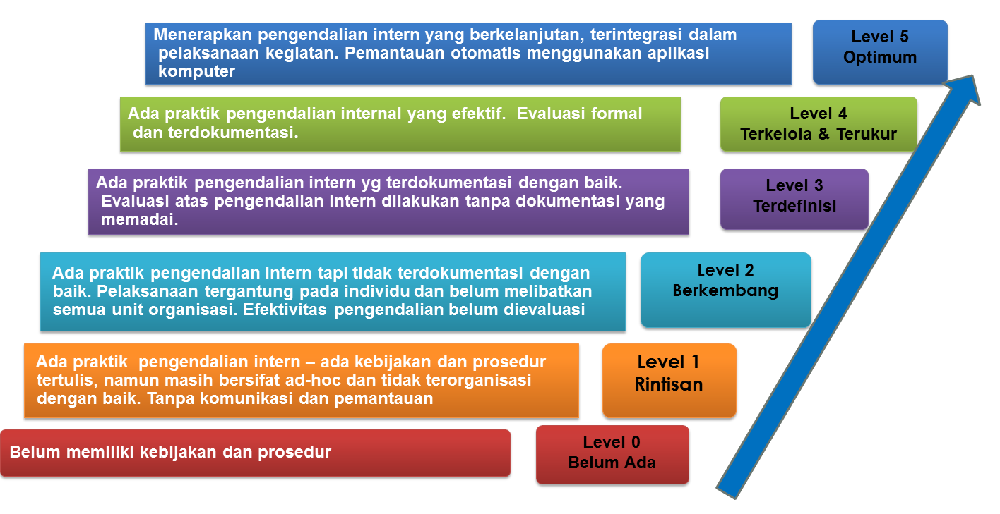 Menerapkan pengendalian intern yang berkelanjutan, terintegrasi dalam
pelaksanaan kegiatan. Pemantauan otomatis menggunakan aplikasi
komputer
Level 5
Optimum
Ada praktik pengendalian internal yang efektif.  Evaluasi formal
dan terdokumentasi.
Level 4
Terkelola & Terukur
Ada praktik pengendalian intern yg terdokumentasi dengan baik.
Evaluasi atas pengendalian intern dilakukan tanpa dokumentasi yang
memadai.
Level 3
Terdefinisi
Ada praktik pengendalian intern tapi tidak terdokumentasi dengan
baik. Pelaksanaan tergantung pada individu dan belum melibatkan
semua unit organisasi. Efektivitas pengendalian belum dievaluasi
Level 2
Berkembang
Ada praktik  pengendalian intern – ada kebijakan dan prosedur
tertulis, namun masih bersifat ad-hoc dan tidak terorganisasi
dengan baik. Tanpa komunikasi dan pemantauan
Level 1
Rintisan
Belum memiliki kebijakan dan prosedur
Level 0
Belum Ada